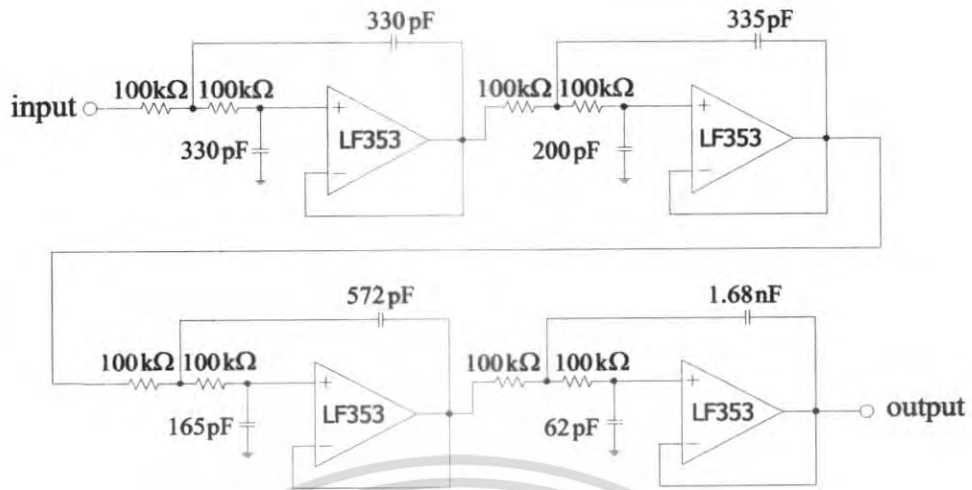 330pF
335pF
100kΩ 100kΩ
100kΩ 100kΩ
input
+
LF353
−
330pF
+
LF353
−
200pF
572pF
1.68nF
100kΩ 100kΩ
100kΩ 100kΩ
+
LF353
−
165pF
+
LF353
−
62pF
output